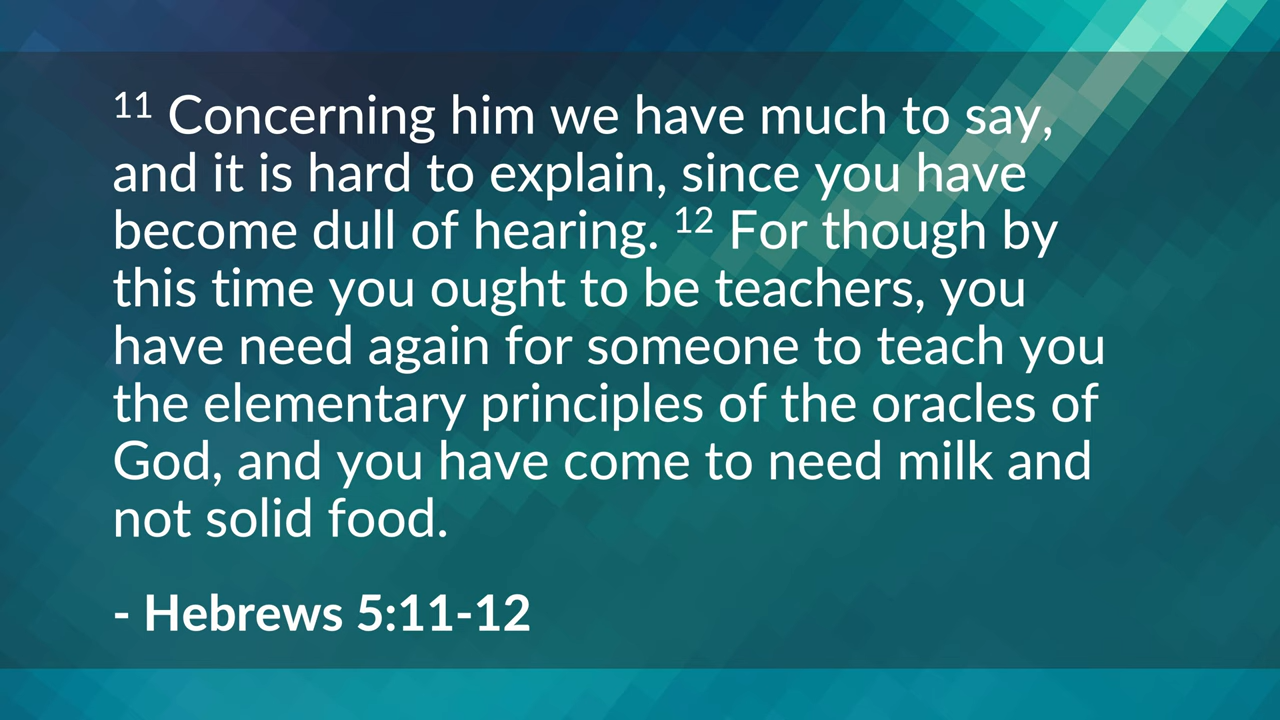 11 Concerning him we have much to say,
and it is hard to explain, since you have
become dull of hearing. 12 For though by
this time you ought to be teachers, you
have need again for someone to teach you
the elementary principles of the oracles of
God, and you have come to need milk and
not solid food.
- Hebrews 5:11-12